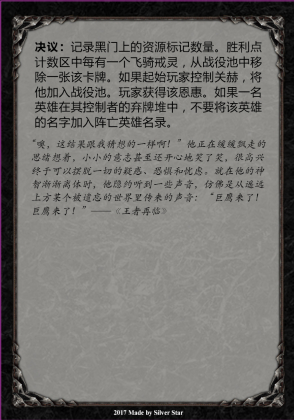 决议：记录黑门上的资源标记数量。胜利点
计数区中每有一个飞骑戒灵，从战役池中移
除一张该卡牌。如果起始玩家控制关赫，将
他加入战役池。玩家获得该恩惠。如果一名
英雄在其控制者的弃牌堆中，不要将该英雄
的名字加入阵亡英雄名录。
“噢，这结果跟我猜想的一样啊！”他正在缓缓飘走的
思绪想着，小小的意志甚至还开心地笑了笑，很高兴
终于可以摆脱一切的疑惑、恐惧和忧虑。就在他的神
智渐渐离体时，他隐约听到一些声音，仿佛是从遥远
上方某个被遗忘的世界里传来的声音：“巨鹰来了！
巨鹰来了！”——《王者再临》
2017 Made by Silver Star